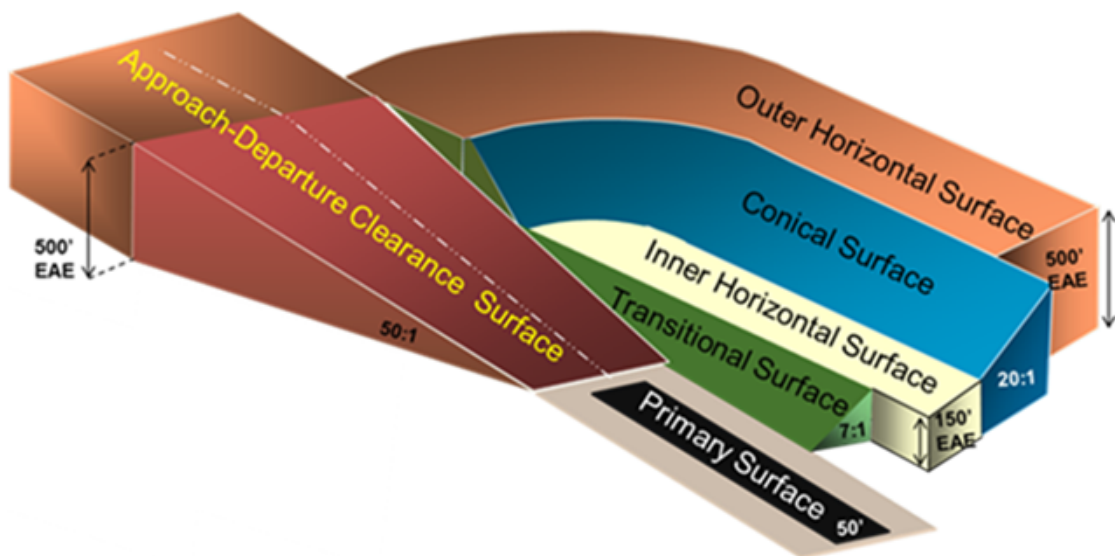 Approach-Departure Clearance Surface
Outer Horizontal Surface
Conical Surface
Inner Horizontal Surface
Transitional Surface
Primary Surface
500'
EAE
50:1
500'
EAE
20:1
150'
EAE
7:1
50'